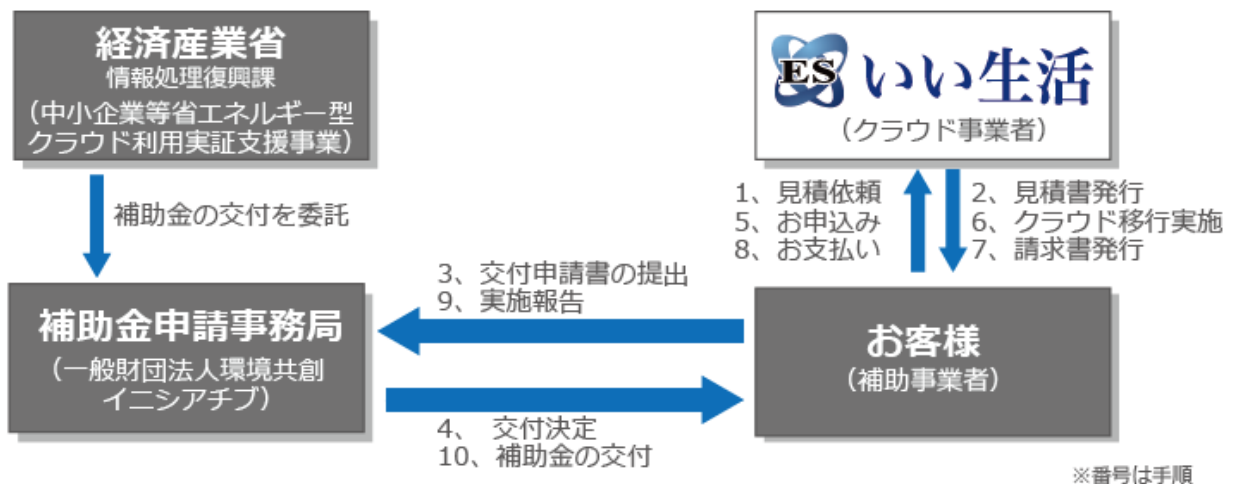 経済産業省
情報処理復興課
（中小企業等省エネルギー型
クラウド利用実証支援事業）
ES いい生活
（クラウド事業者）
補助金の交付を委託
1、見積依頼
5、お申込み
8、お支払い
2、見積書発行
6、クラウド移行実施
7、請求書発行
3、交付申請書の提出
9、実施報告
補助金申請事務局
（一般財団法人環境共創
イニシアチブ）
お客様
（補助事業者）
4、 交付決定
10、補助金の交付
※番号は手順